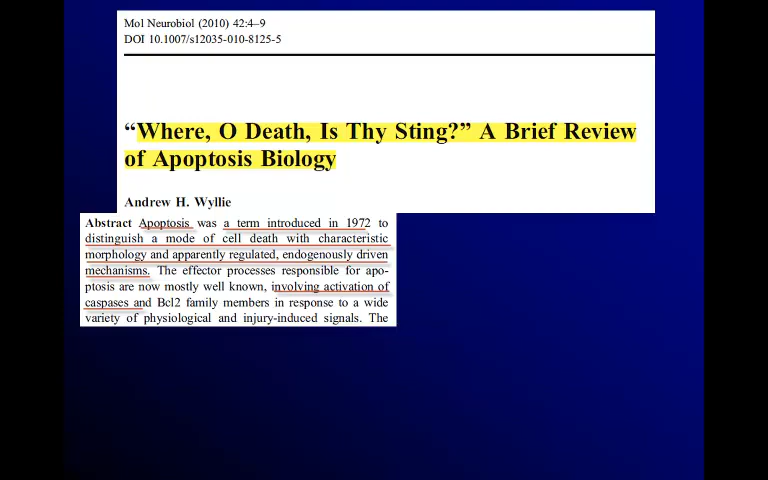 Mol Neurobiol (2010) 42:4–9
DOI 10.1007/s12035-010-8125-5
“Where, O Death, Is Thy Sting?” A Brief Review
of Apoptosis Biology
Andrew H. Wyllie
Abstract Apoptosis was a term introduced in 1972 to
distinguish a mode of cell death with characteristic
morphology and apparently regulated, endogenously driven
mechanisms. The effector processes responsible for apo-
ptosis are now mostly well known, involving activation of
caspases and Bcl2 family members in response to a wide
variety of physiological and injury-induced signals. The